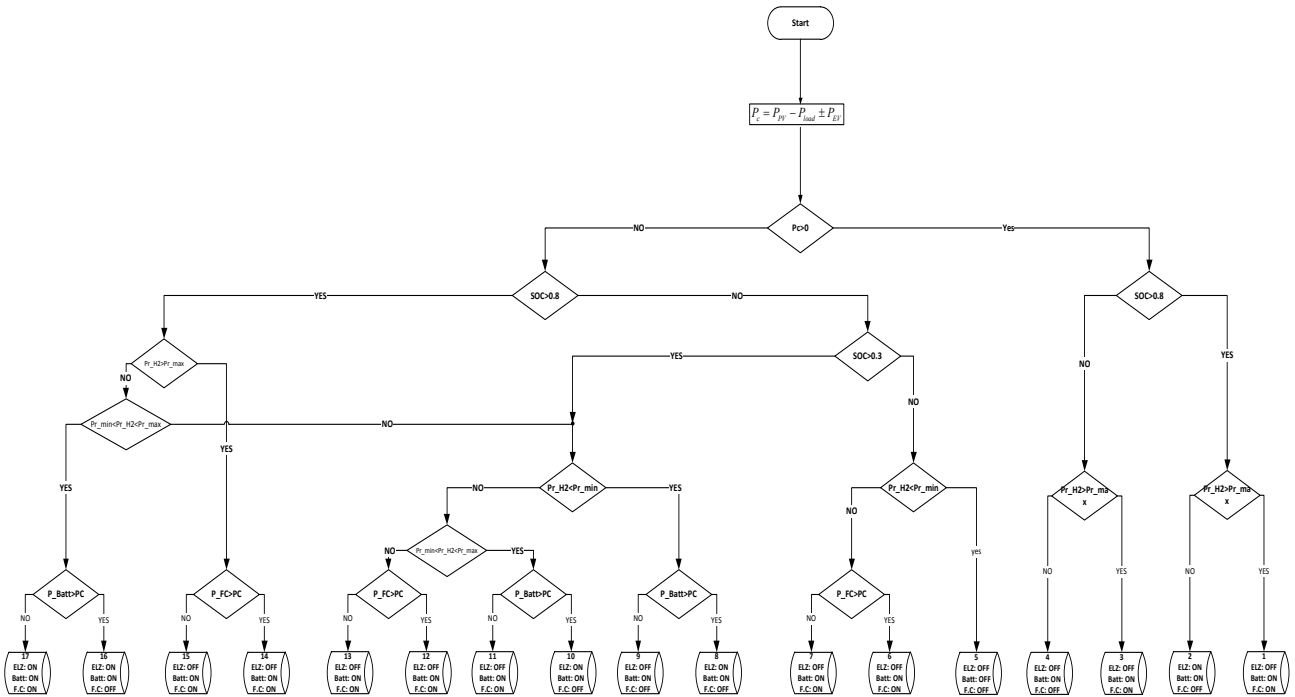 Start
P_c = P_PV − P_load ± P_EV
Pc>0
NO
Yes
SOC>0.8
SOC>0.8
YES
NO
SOC>0.3
Pr_H2>Pr_max
YES
NO
NO
YES
NO
NO
Pr_min<Pr_H2<Pr_max
NO
YES
YES
Pr_H2<Pr_min
NO
YES
Pr_H2<Pr_min
NO
yes
Pr_H2>Pr_ma
x
Pr_H2>Pr_ma
x
Pr_min<Pr_H2<Pr_max
NO
YES
NO
YES
NO
YES
P_Batt>PC
P_FC>PC
P_FC>PC
P_Batt>PC
P_Batt>PC
P_FC>PC
NO
YES
NO
YES
NO
YES
NO
YES
NO
YES
NO
YES
17
ELZ: ON
Batt: ON
F.C: ON
16
ELZ: ON
Batt: ON
F.C: OFF
15
ELZ: OFF
Batt: ON
F.C: ON
14
ELZ: OFF
Batt: OFF
F.C: ON
13
ELZ: OFF
Batt: ON
F.C: ON
12
ELZ: OFF
Batt: OFF
F.C: ON
11
ELZ: ON
Batt: ON
F.C: ON
10
ELZ: OFF
Batt: ON
F.C: OFF
9
ELZ: OFF
Batt: ON
F.C: OFF
8
ELZ: ON
Batt: ON
F.C: OFF
7
ELZ: OFF
Batt: ON
F.C: ON
6
ELZ: OFF
Batt: OFF
F.C: ON
5
ELZ: OFF
Batt: OFF
F.C: OFF
4
ELZ: OFF
Batt: ON
F.C: OFF
3
ELZ: OFF
Batt: ON
F.C: OFF
2
ELZ: ON
Batt: OFF
F.C: OFF
1
ELZ: OFF
Batt: OFF
F.C: ON